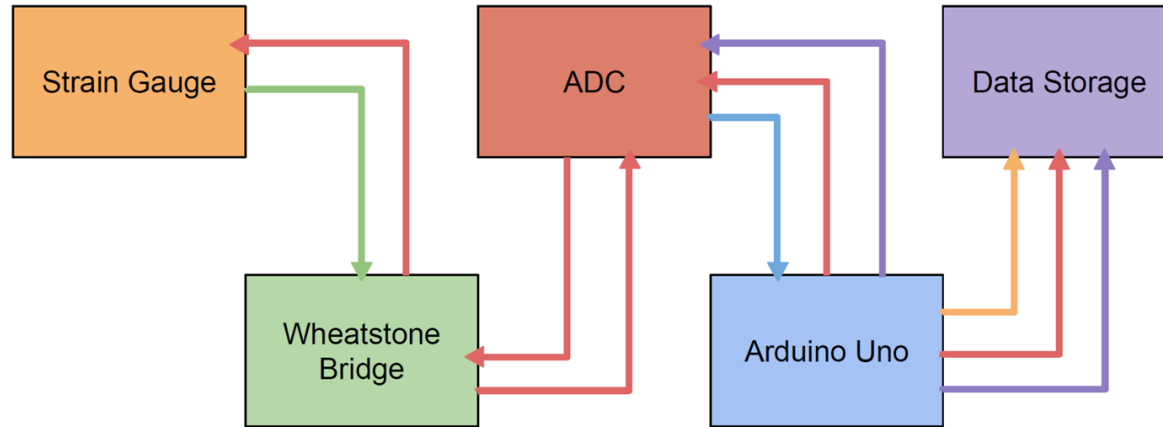 Strain Gauge
ADC
Data Storage
Wheatstone
Bridge
Arduino Uno